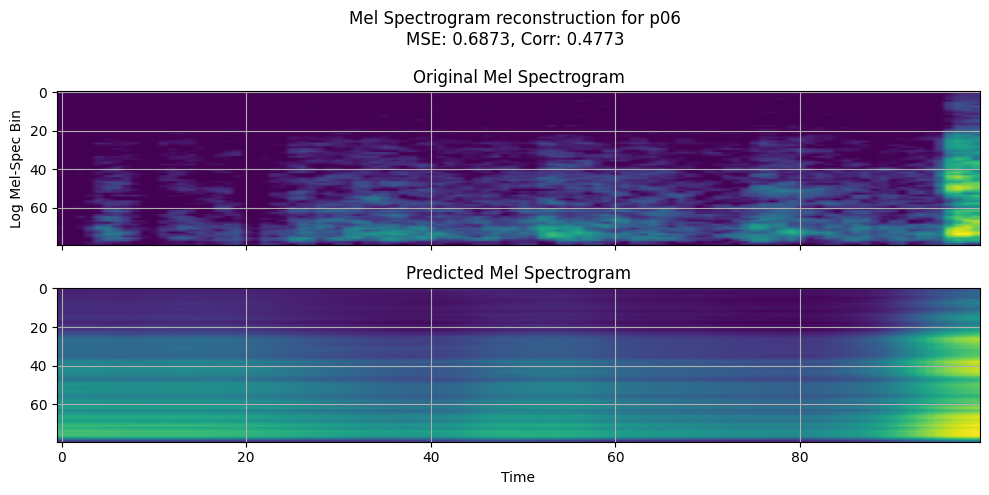 Mel Spectrogram reconstruction for p06
MSE: 0.6873, Corr: 0.4773
Original Mel Spectrogram
Log Mel-Spec Bin
0
20
40
60
Predicted Mel Spectrogram
0
20
40
60
0 20 40 60 80
Time